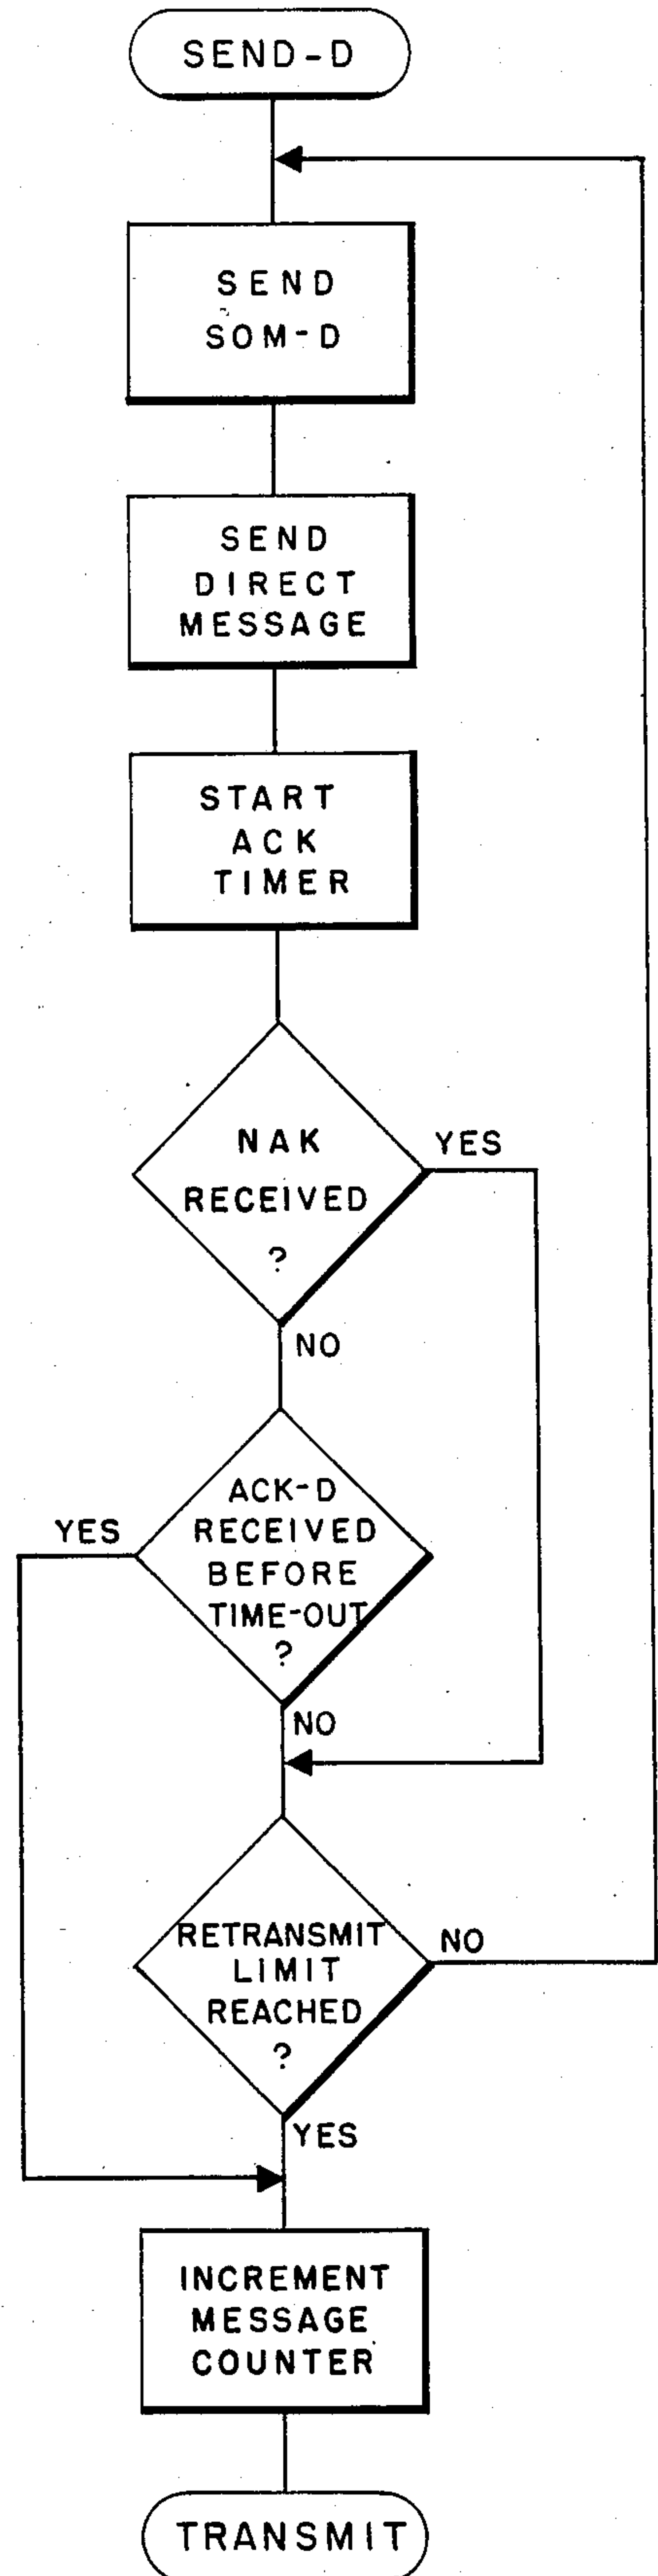 SEND-D
SEND
SOM-D
SEND
DIRECT
MESSAGE
START
ACK
TIMER
NAK
RECEIVED
?
YES
NO
ACK-D
RECEIVED
BEFORE
TIME-OUT
?
YES
NO
RETRANSMIT
LIMIT
REACHED
?
NO
YES
INCREMENT
MESSAGE
COUNTER
TRANSMIT